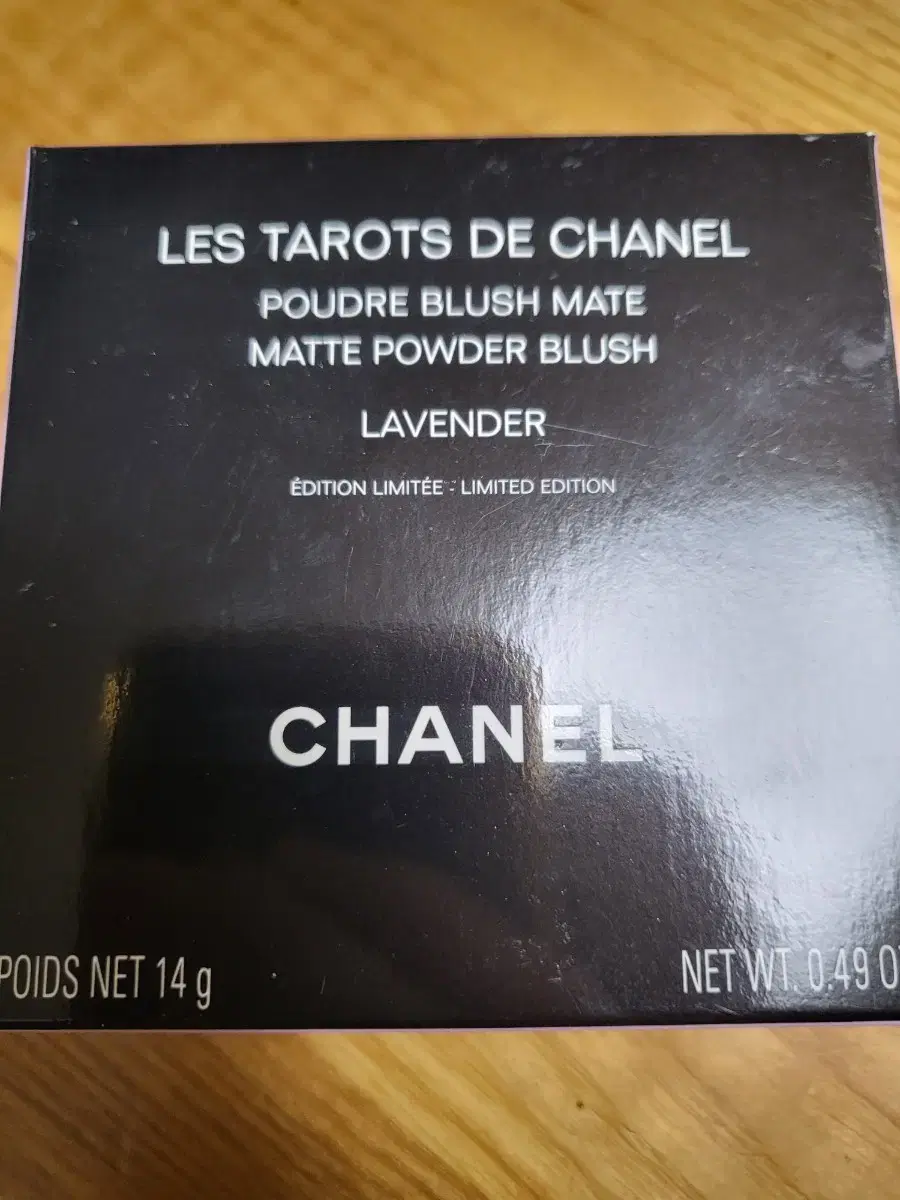 LES TAROTS DE CHANEL
POUDRE BLUSH MATE
MATTE POWDER BLUSH
LAVENDER
ÉDITION LIMITÉE - LIMITED EDITION
CHANEL
POIDS NET 14 g
NET WT. 0.49 O